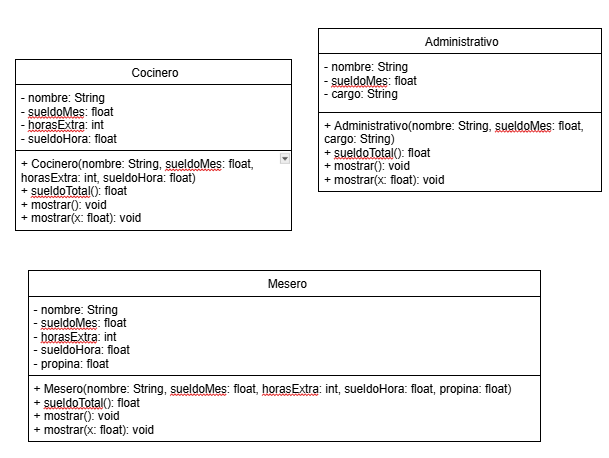 Cocinero
- nombre: String
- sueldoMes: float
- horasExtra: int
- sueldoHora: float
+ Cocinero(nombre: String, sueldoMes: float,
horasExtra: int, sueldoHora: float)
+ sueldoTotal(): float
+ mostrar(): void
+ mostrar(x: float): void
Administrativo
- nombre: String
- sueldoMes: float
- cargo: String
+ Administrativo(nombre: String, sueldoMes: float,
cargo: String)
+ sueldoTotal(): float
+ mostrar(): void
+ mostrar(x: float): void
Mesero
- nombre: String
- sueldoMes: float
- horasExtra: int
- sueldoHora: float
- propina: float
+ Mesero(nombre: String, sueldoMes: float, horasExtra: int, sueldoHora: float, propina: float)
+ sueldoTotal(): float
+ mostrar(): void
+ mostrar(x: float): void